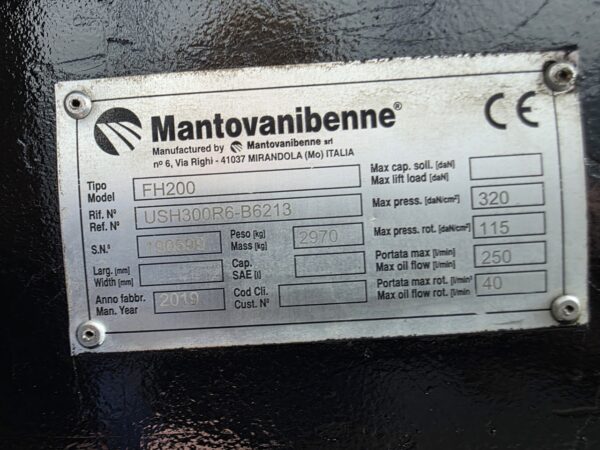 Mantovanibenne®
CE
Manufactured by Mantovanibenne srl
n° 6, Via Righi - 41037 MIRANDOLA (Mo) ITALIA
Tipo
Model
FH200
Rif. N°
Ref. N°
USH300R6-B6213
S.N.°
Peso [kg]
Mass [kg]
2970
Larg. [mm]
Width [mm]
Cap.
SAE [l]
Anno fabbr.
Man. Year
2019
Cod Cli.
Cust. N°
Max cap. soll. [daN]
Max lift load [daN]
Max press. [daN/cm²]
320
Max press. rot. [daN/cm²]
115
Portata max [l/min]
Max oil flow [l/min]
250
Portata max rot. [l/min]
Max oil flow rot. [l/min
40